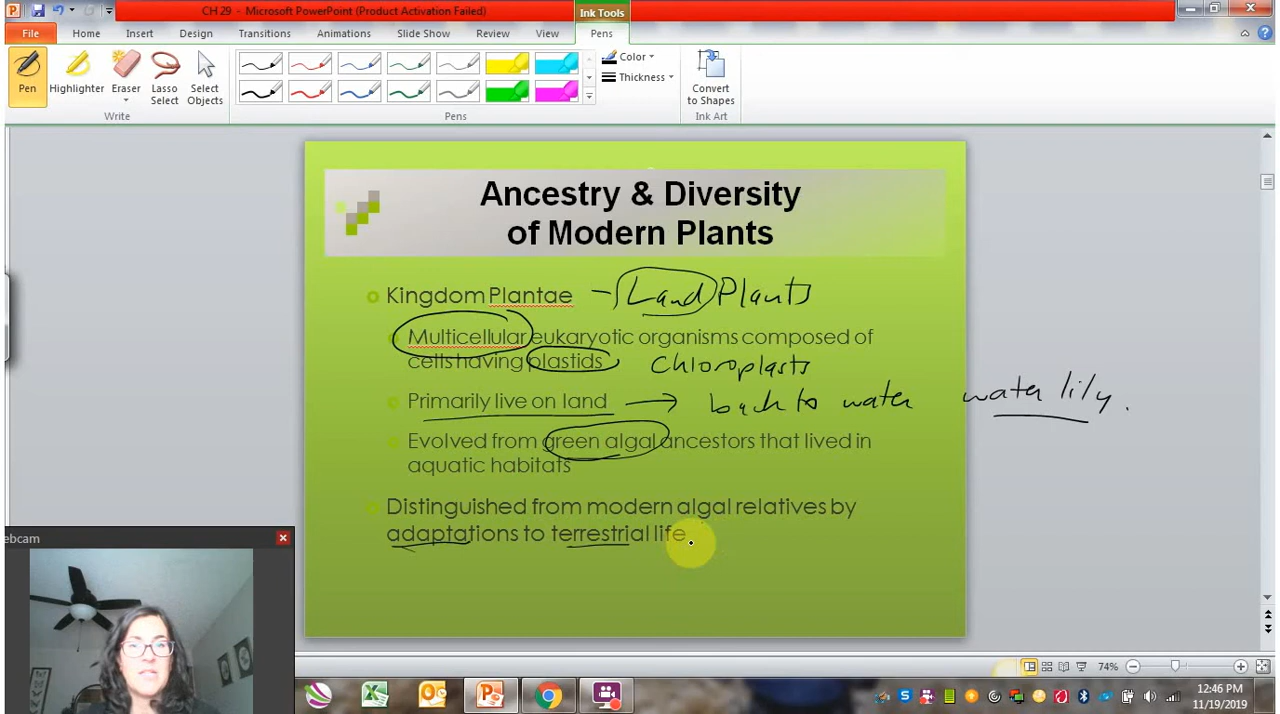 CH 29 - Microsoft PowerPoint (Product Activation Failed)
Ink Tools
File Home Insert Design Transitions Animations Slide Show Review View Pens
Pen Highlighter Eraser Lasso Select Select Objects
Color
Thickness
Convert to Shapes
Write Pens Ink Art
Ancestry & Diversity
of Modern Plants
Kingdom Plantae - Land Plants
Multicellular eukaryotic organisms composed of
cells having plastids Chloroplasts
Primarily live on land → back to water water lily.
Evolved from green algal ancestors that lived in
aquatic habitats
Distinguished from modern algal relatives by
adaptations to terrestrial life
ebcam
74%
12:46 PM
11/19/2019